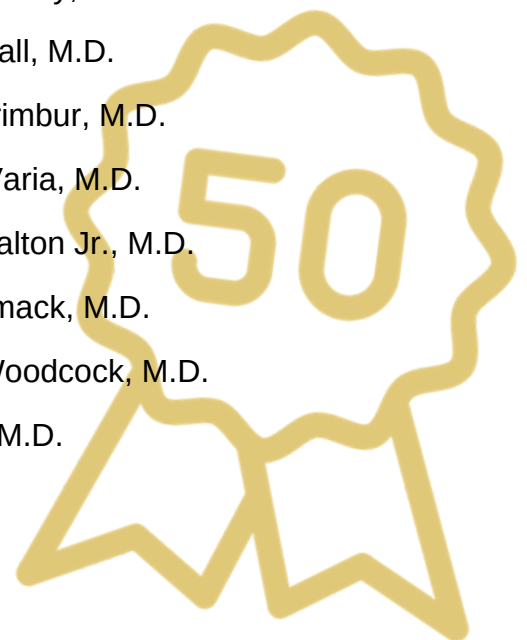 all, M.D.
imbur, M.D.
aria, M.D.
alton Jr., M.D.
mack, M.D.
oodcock, M.D.
M.D.
50